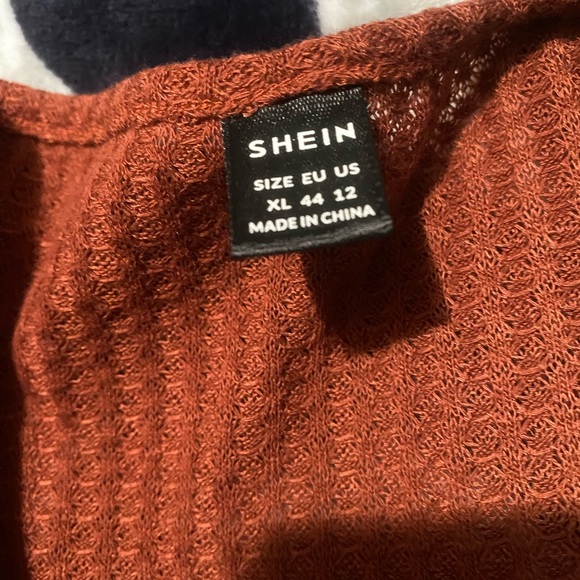 SHEIN
SIZE EU US
XL 44 12
MADE IN CHINA